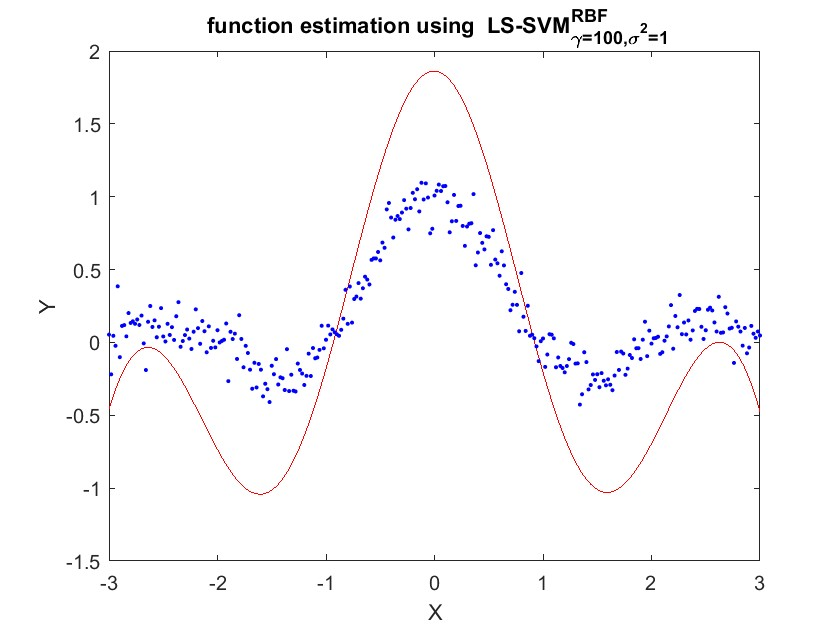 function estimation using LS-SVM^RBF_γ=100,σ²=1
2
1.5
1
0.5
0
-0.5
-1
-1.5
Y
-3 -2 -1 0 1 2 3
X